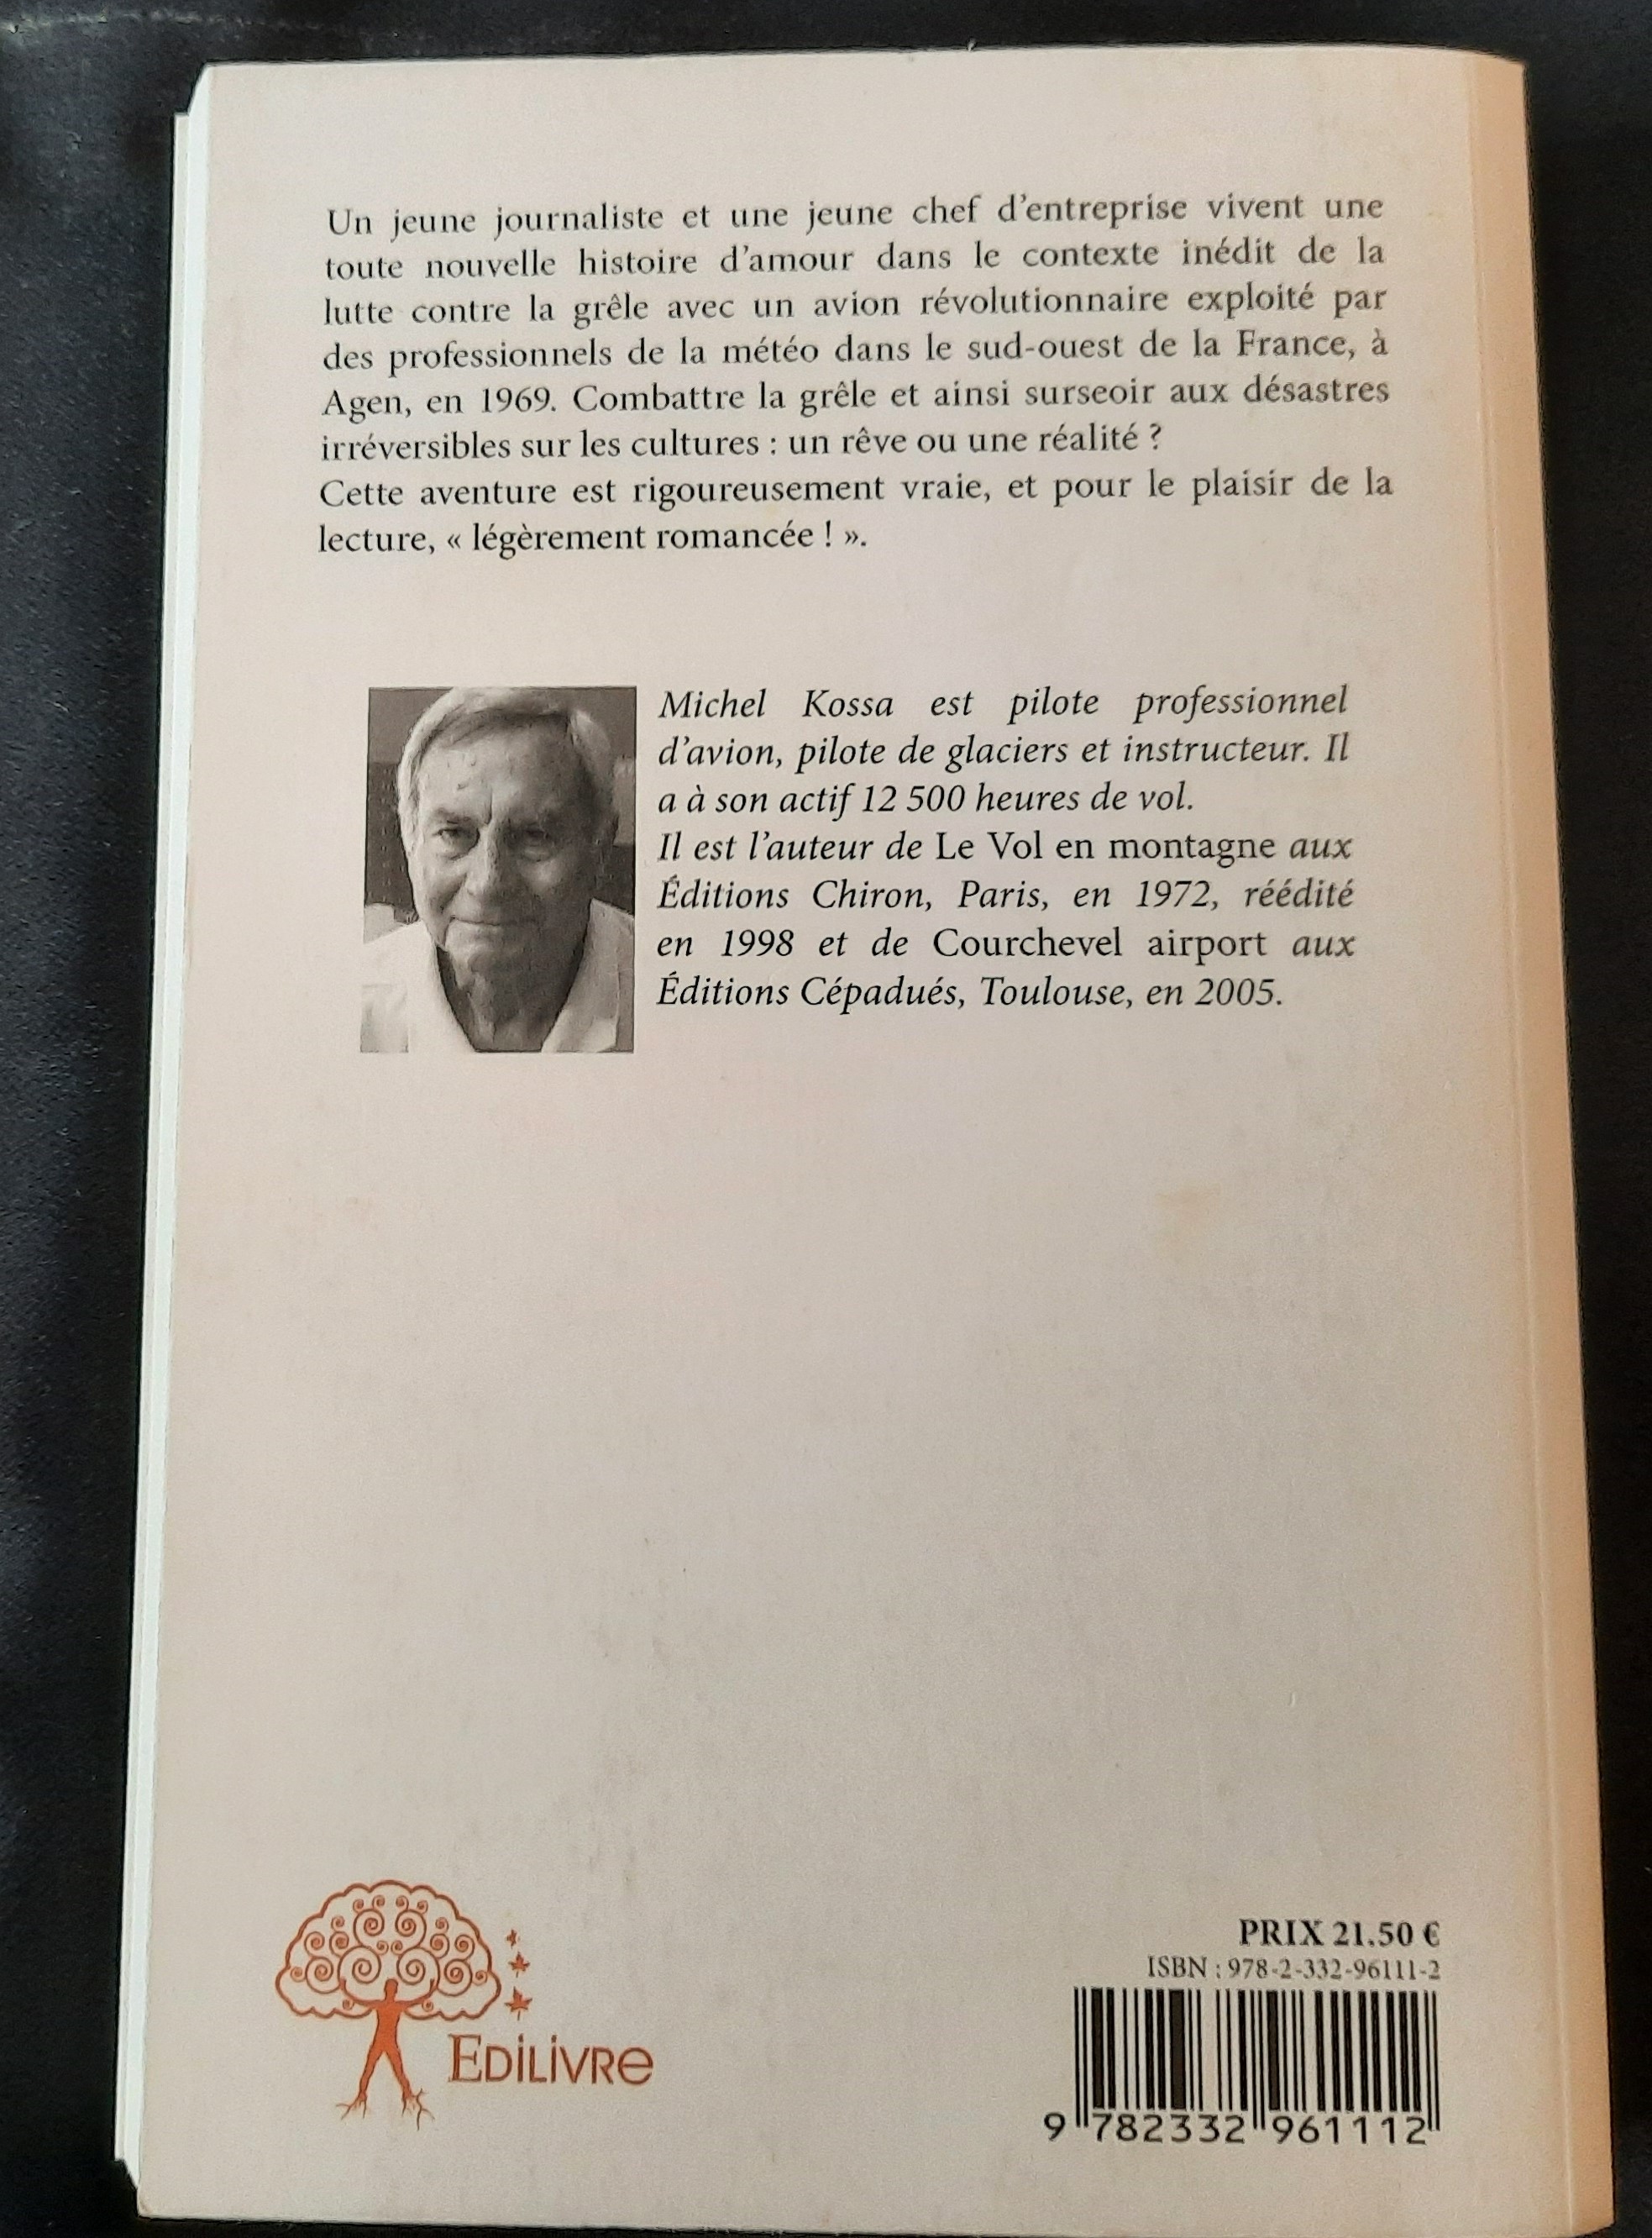 Un jeune journaliste et une jeune chef d'entreprise vivent une
toute nouvelle histoire d'amour dans le contexte inédit de la
lutte contre la grêle avec un avion révolutionnaire exploité par
des professionnels de la météo dans le sud-ouest de la France, à
Agen, en 1969. Combattre la grêle et ainsi surseoir aux désastres
irréversibles sur les cultures : un rêve ou une réalité ?
Cette aventure est rigoureusement vraie, et pour le plaisir de la
lecture, « légèrement romancée ! ».
Michel Kossa est pilote professionnel
d'avion, pilote de glaciers et instructeur. Il
a à son actif 12 500 heures de vol.
Il est l'auteur de Le Vol en montagne aux
Éditions Chiron, Paris, en 1972, réédité
en 1998 et de Courchevel airport aux
Éditions Cépadués, Toulouse, en 2005.
EDiLivre
PRIX 21.50 €
ISBN : 978-2-332-96111-2
9 782332 961112